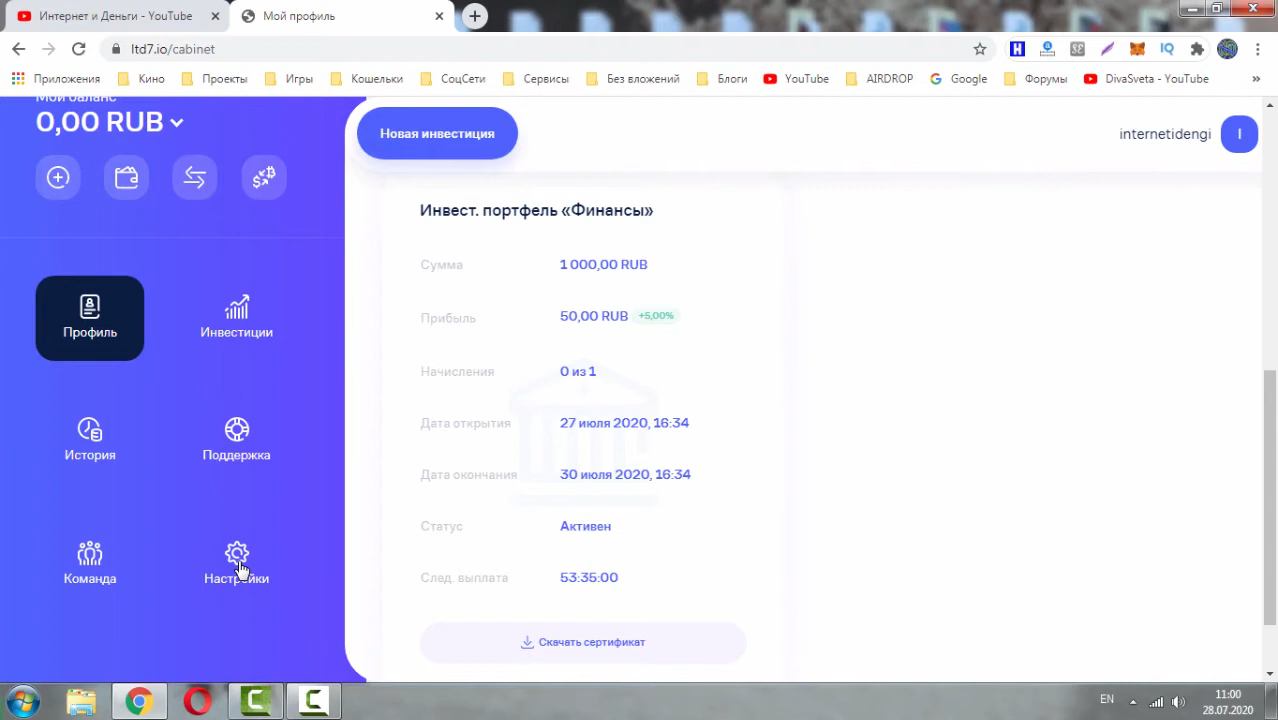 Интернет и Деньги - YouTube
Мой профиль
ltd7.io/cabinet
Приложения
Кино
Проекты
Игры
Кошельки
СоцСети
Сервисы
Без вложений
Блоги
YouTube
AIRDROP
Google
Форумы
DivaSveta - YouTube
»
Мой баланс
0,00 RUB
Новая инвестиция
internetidengi
I
Инвест. портфель «Финансы»
Сумма 1 000,00 RUB
Прибыль 50,00 RUB +5,00%
Начисления 0 из 1
Дата открытия 27 июля 2020, 16:34
Дата окончания 30 июля 2020, 16:34
Статус Активен
След. выплата 53:35:00
Скачать сертификат
Профиль
Инвестиции
История
Поддержка
Команда
Настройки
EN
11:00
28.07.2020